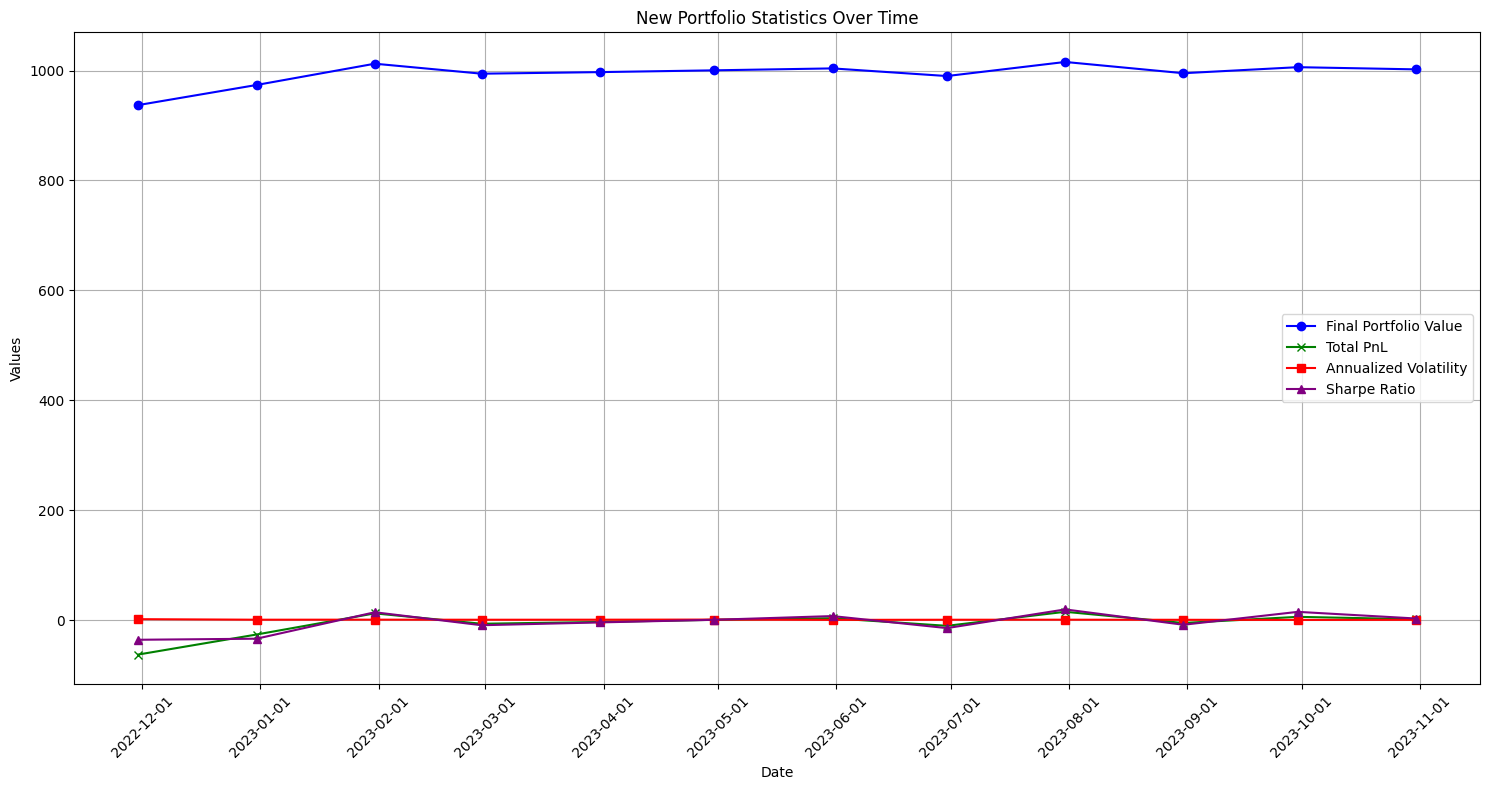 New Portfolio Statistics Over Time
1000
800
600
400
200
0
Values
Final Portfolio Value
Total PnL
Annualized Volatility
Sharpe Ratio
2022-12-01
2023-01-01
2023-02-01
2023-03-01
2023-04-01
2023-05-01
2023-06-01
2023-07-01
2023-08-01
2023-09-01
2023-10-01
2023-11-01
Date